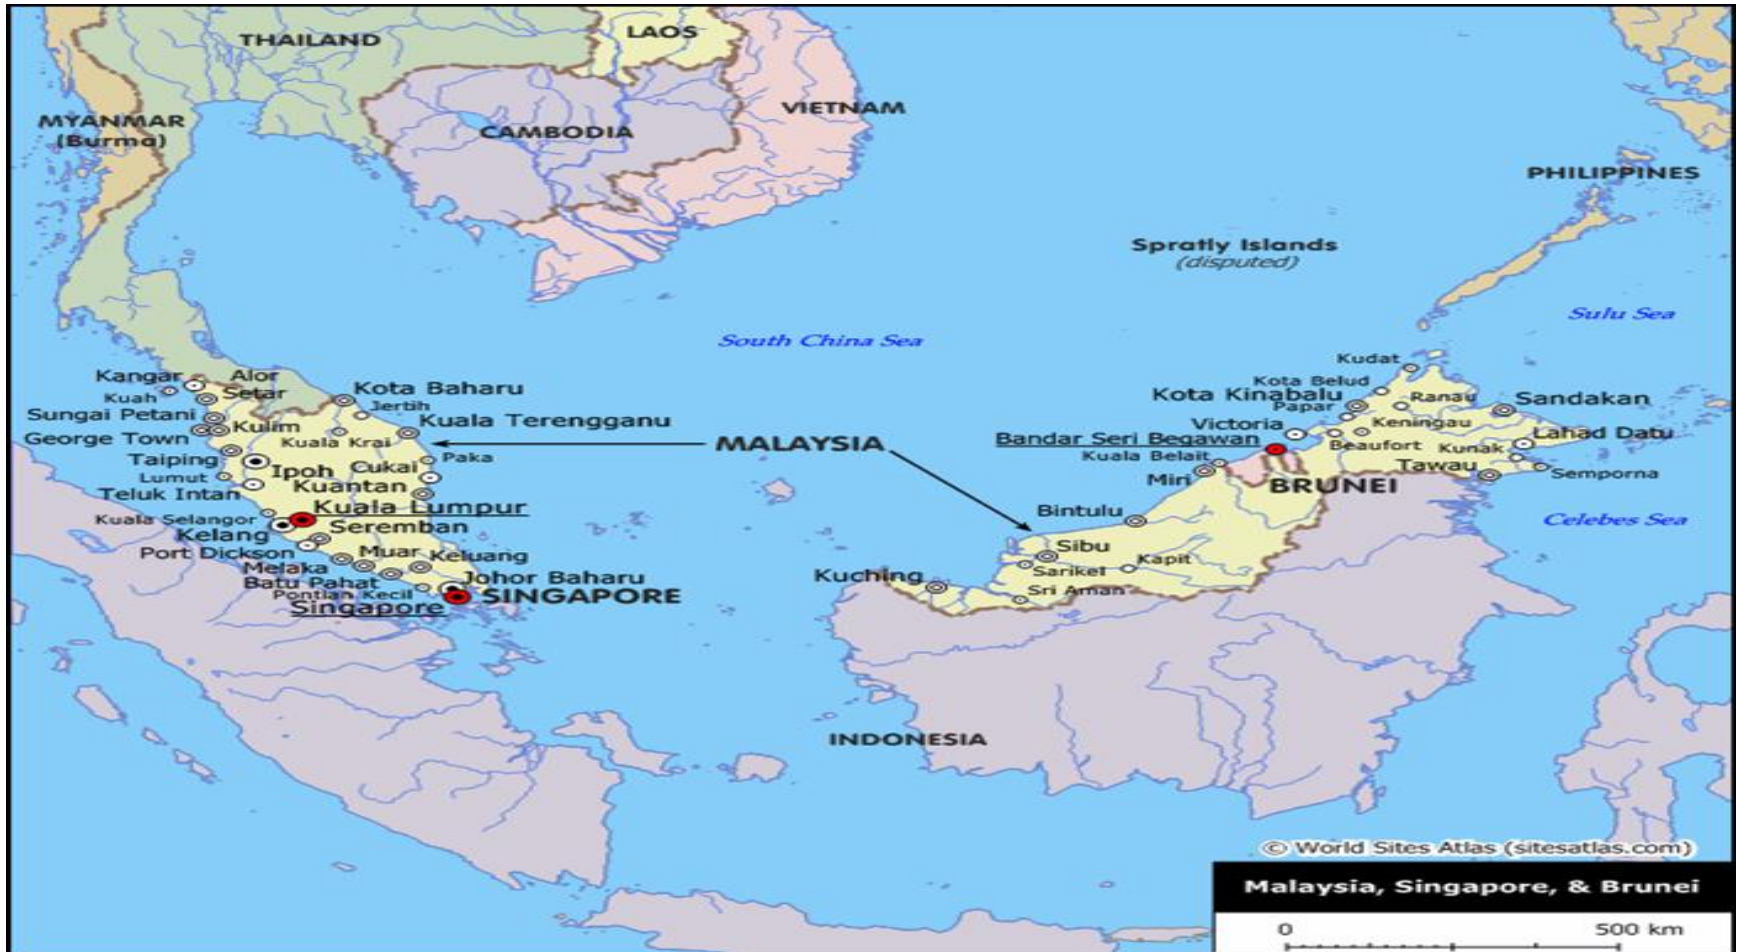 THAILAND
LAOS
MYANMAR
(Burma)
VIETNAM
CAMBODIA
PHILIPPINES
Spratly Islands
(disputed)
Sulu Sea
South China Sea
Kangar
Alor
Setar
Kuah
Kota Baharu
Jertih
Sungai Petani
Kulim
Kuala Terengganu
George Town
Kuala Krai
MALAYSIA
Taiping
Ipoh
Cukai
Paka
Lumut
Kuantan
Teluk Intan
Kuala Lumpur
Kuala Selangor
Seremban
Kelang
Port Dickson
Muar
Keluang
Melaka
Batu Pahat
Johor Baharu
Pontian Kecil
SINGAPORE
Singapore
Kudat
Kota Belud
Kota Kinabalu
Ranau
Sandakan
Papar
Victoria
Keningau
Lahad Datu
Bandar Seri Begawan
Beaufort
Kunak
Kuala Belait
Tawau
Semporna
Miri
BRUNEI
Bintulu
Celebes Sea
Sibu
Kapit
Sarikei
Kuching
Sri Aman
INDONESIA
© World Sites Atlas (sitesatlas.com)
Malaysia, Singapore, & Brunei
0 500 km